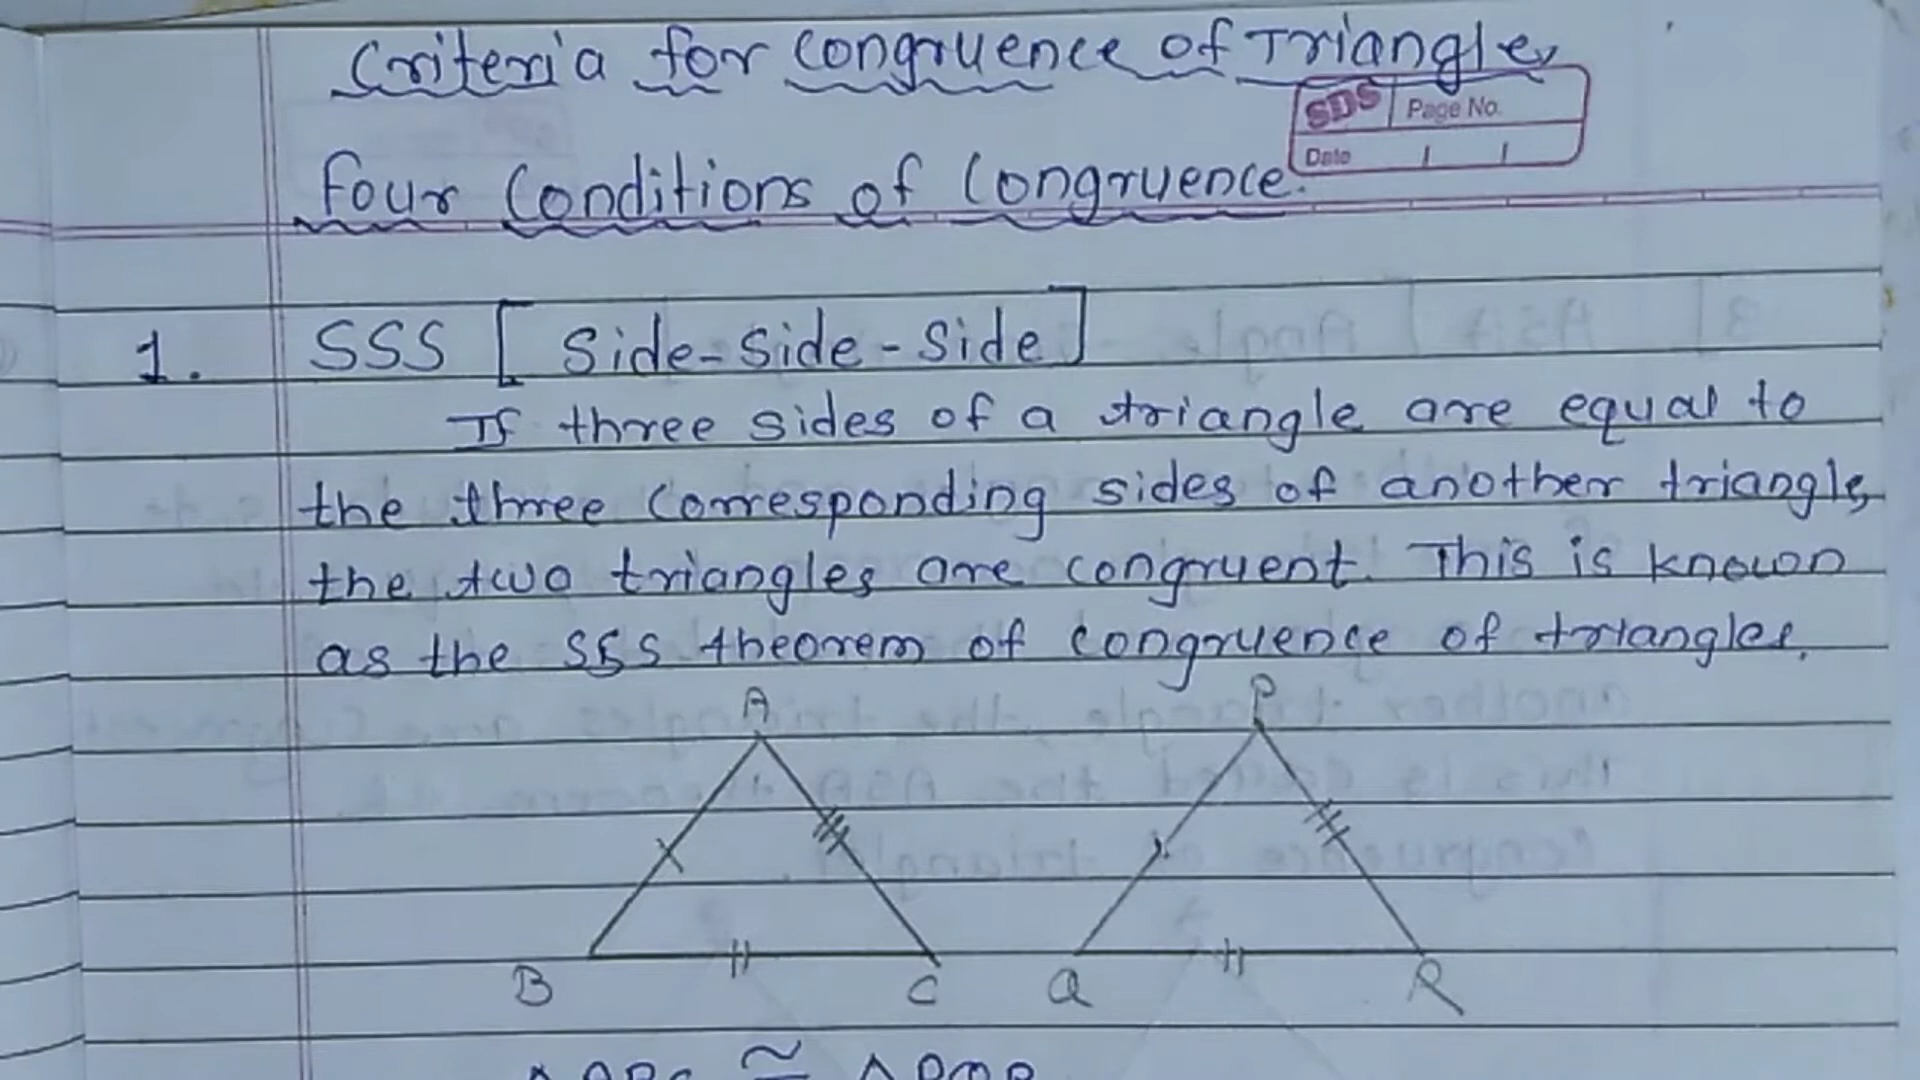 Criteria for Congruence of Triangle,
SDS Page No.
Date
four Conditions of Congruence.
1. SSS [ Side-Side-Side]
If three sides of a triangle are equal to
the three Corresponding sides of another triangle,
the two triangles are congruent. This is known
as the SSS theorem of congruence of triangles.
A P
B C Q R
≅